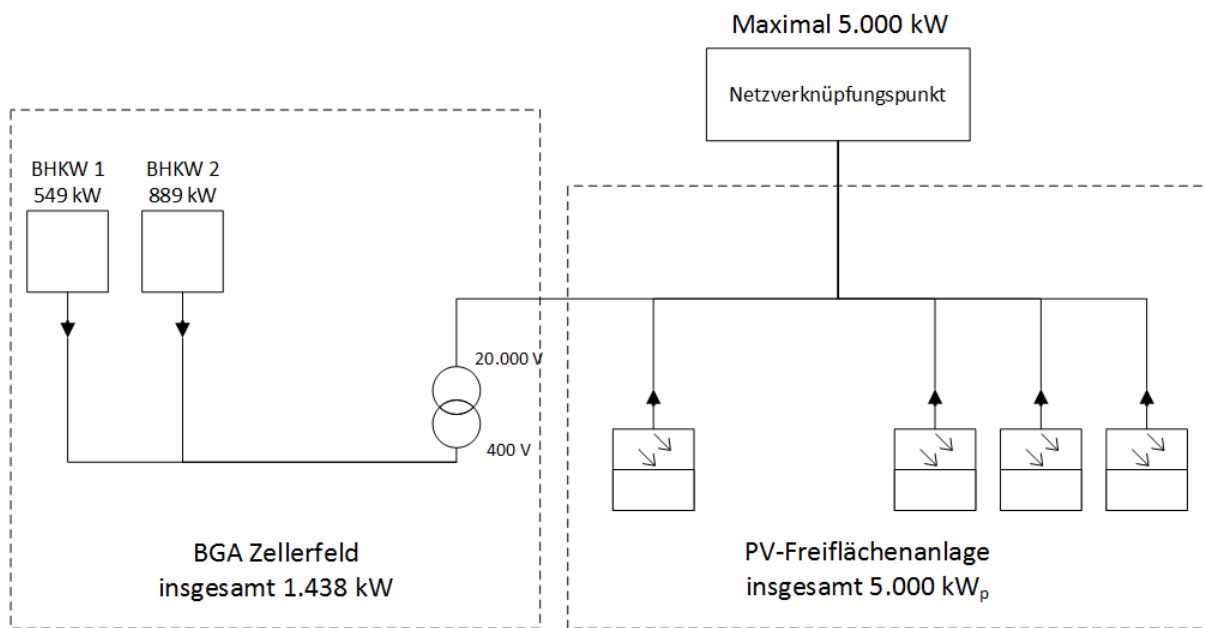 Maximal 5.000 kW
Netzverknüpfungspunkt
BHKW 1
549 kW
BHKW 2
889 kW
20.000 V
400 V
BGA Zellerfeld
insgesamt 1.438 kW
PV-Freiflächenanlage
insgesamt 5.000 kWp